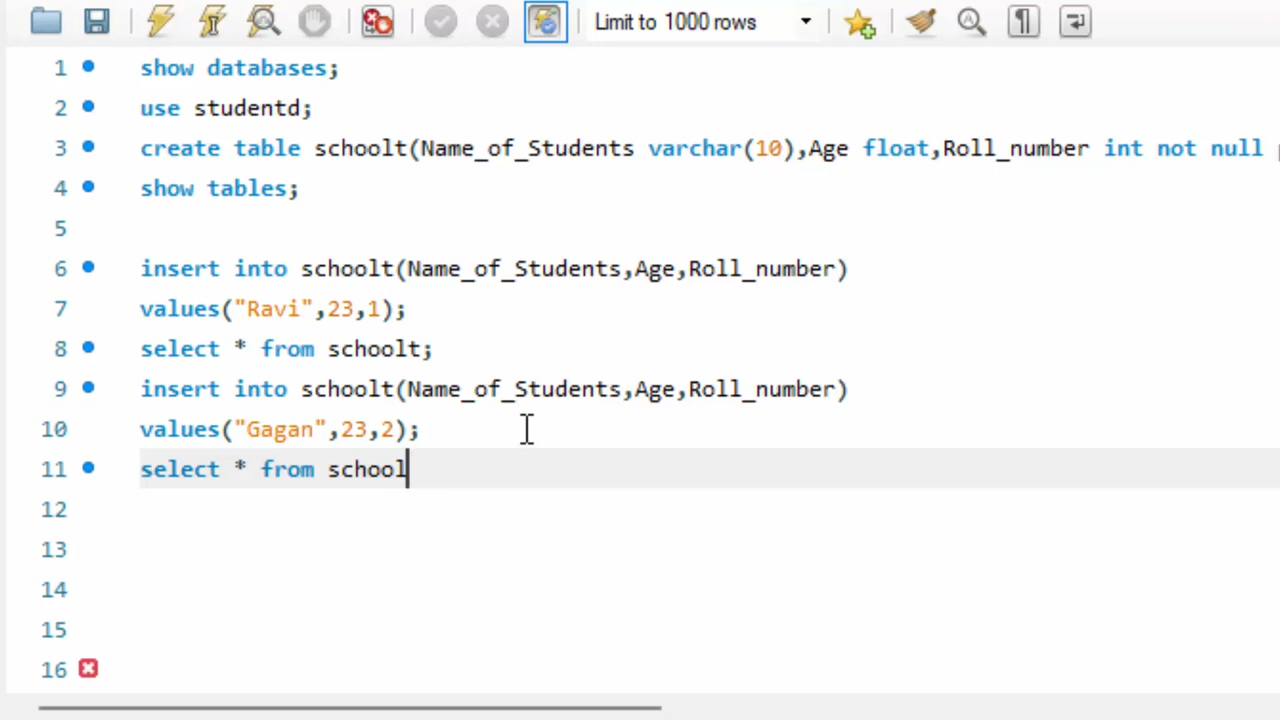 Limit to 1000 rows
1 show databases;
2 use studentd;
3 create table schoolt(Name_of_Students varchar(10),Age float,Roll_number int not null
4 show tables;
5
6 insert into schoolt(Name_of_Students,Age,Roll_number)
7 values("Ravi",23,1);
8 select * from schoolt;
9 insert into schoolt(Name_of_Students,Age,Roll_number)
10 values("Gagan",23,2);
11 select * from school
12
13
14
15
16